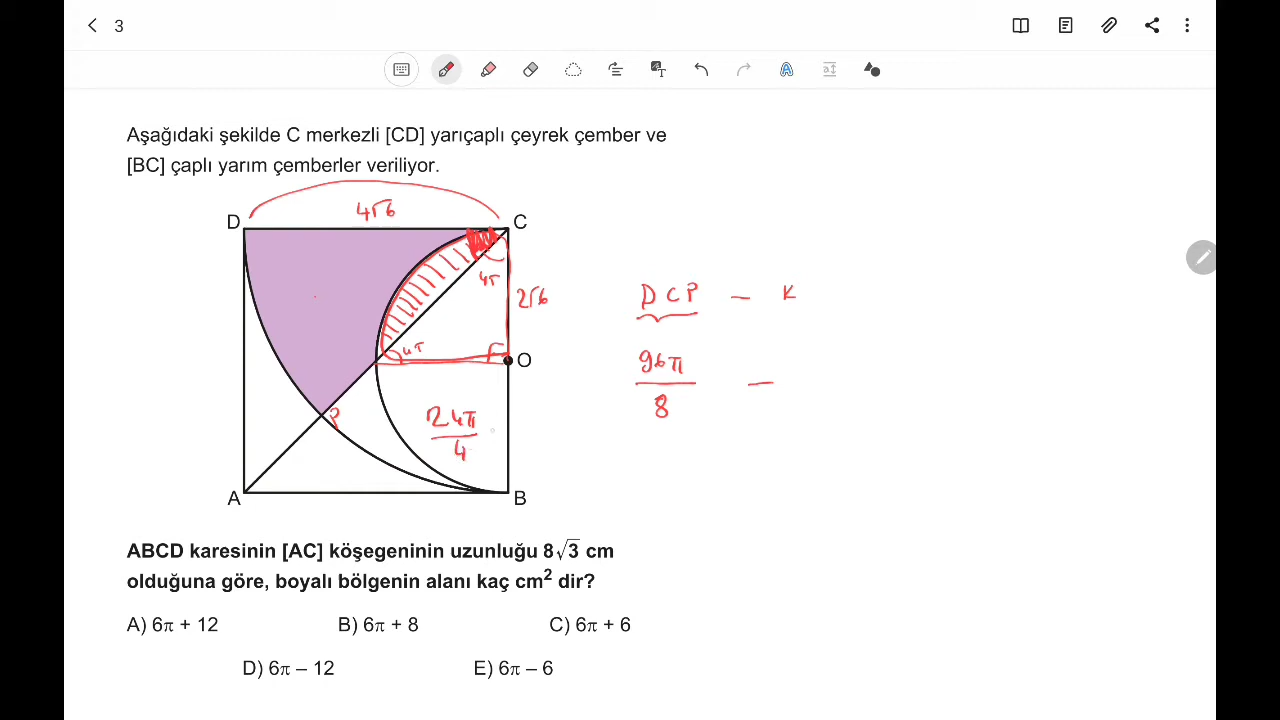 3
Aşağıdaki şekilde C merkezli [CD] yarıçaplı çeyrek çember ve
[BC] çaplı yarım çemberler veriliyor.
4√6
D
C
4π
2√6
DCP – K
4π
O
96π/8 –
P
24π/4
A
B
ABCD karesinin [AC] köşegeninin uzunluğu 8√3 cm
olduğuna göre, boyalı bölgenin alanı kaç cm² dir?
A) 6π + 12 B) 6π + 8 C) 6π + 6
D) 6π – 12 E) 6π – 6